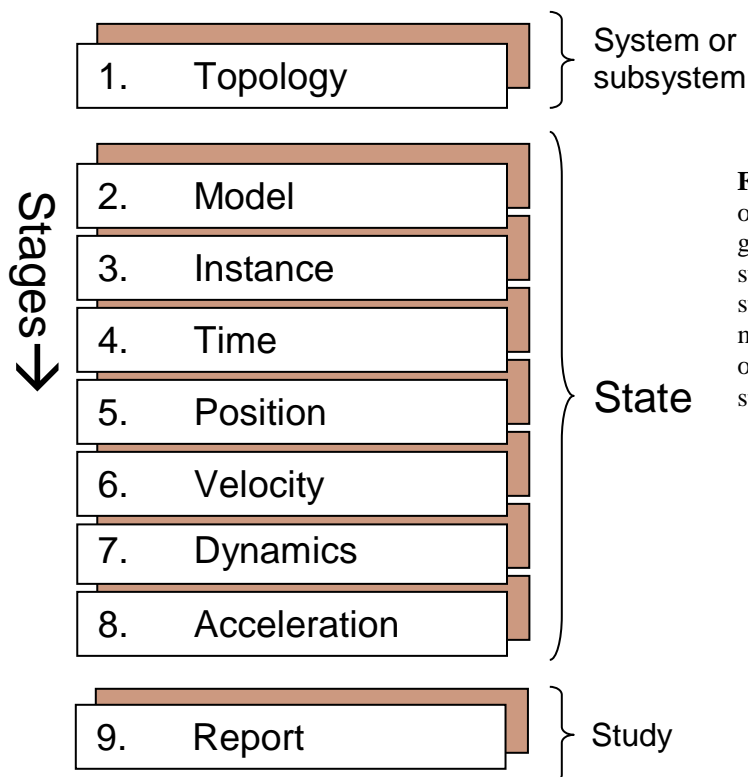 1. Topology
System or
subsystem
Stages→
2. Model
3. Instance
4. Time
5. Position
6. Velocity
7. Dynamics
8. Acceleration
State
9. Report
Study